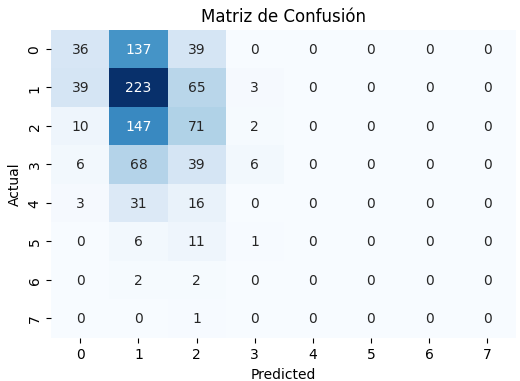 Matriz de Confusión
Actual
0 36 137 39 0 0 0 0 0
1 39 223 65 3 0 0 0 0
2 10 147 71 2 0 0 0 0
3 6 68 39 6 0 0 0 0
4 3 31 16 0 0 0 0 0
5 0 6 11 1 0 0 0 0
6 0 2 2 0 0 0 0 0
7 0 0 1 0 0 0 0 0
0 1 2 3 4 5 6 7
Predicted